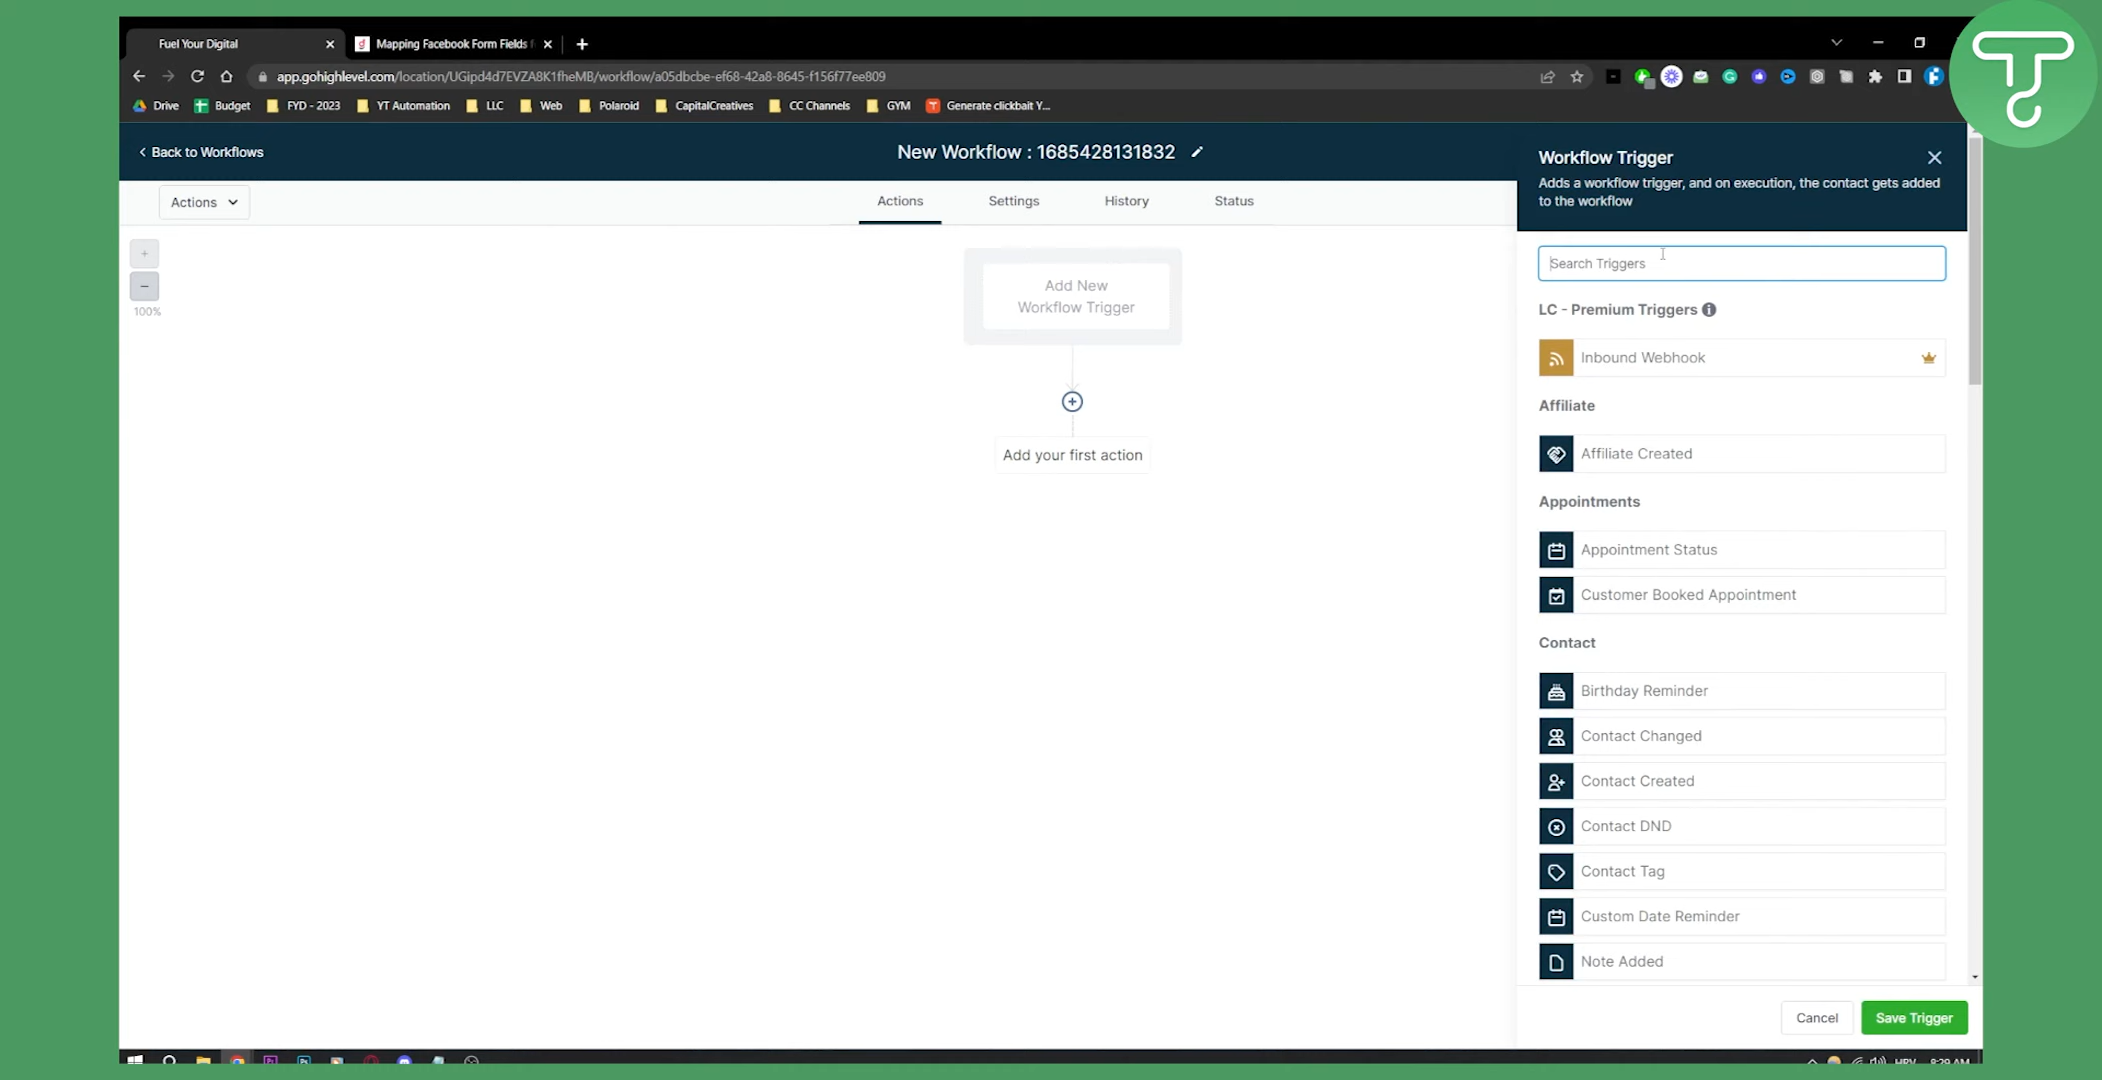 Fuel Your Digital
Mapping Facebook Form Fields
app.gohighlevel.com/location/UGipd4d7EVZA8K1fheMB/workflow/a05dbcbe-ef68-42a8-8645-f156f77ee809
Drive Budget FYD - 2023 YT Automation LLC Web Polaroid CapitalCreatives CC Channels GYM Generate clickbait Y...
Back to Workflows
New Workflow : 1685428131832
Actions
Actions Settings History Status
100%
Add New
Workflow Trigger
Add your first action
Workflow Trigger
Adds a workflow trigger, and on execution, the contact gets added
to the workflow
Search Triggers
LC - Premium Triggers
Inbound Webhook
Affiliate
Affiliate Created
Appointments
Appointment Status
Customer Booked Appointment
Contact
Birthday Reminder
Contact Changed
Contact Created
Contact DND
Contact Tag
Custom Date Reminder
Note Added
Cancel Save Trigger
HRV 8:29 AM